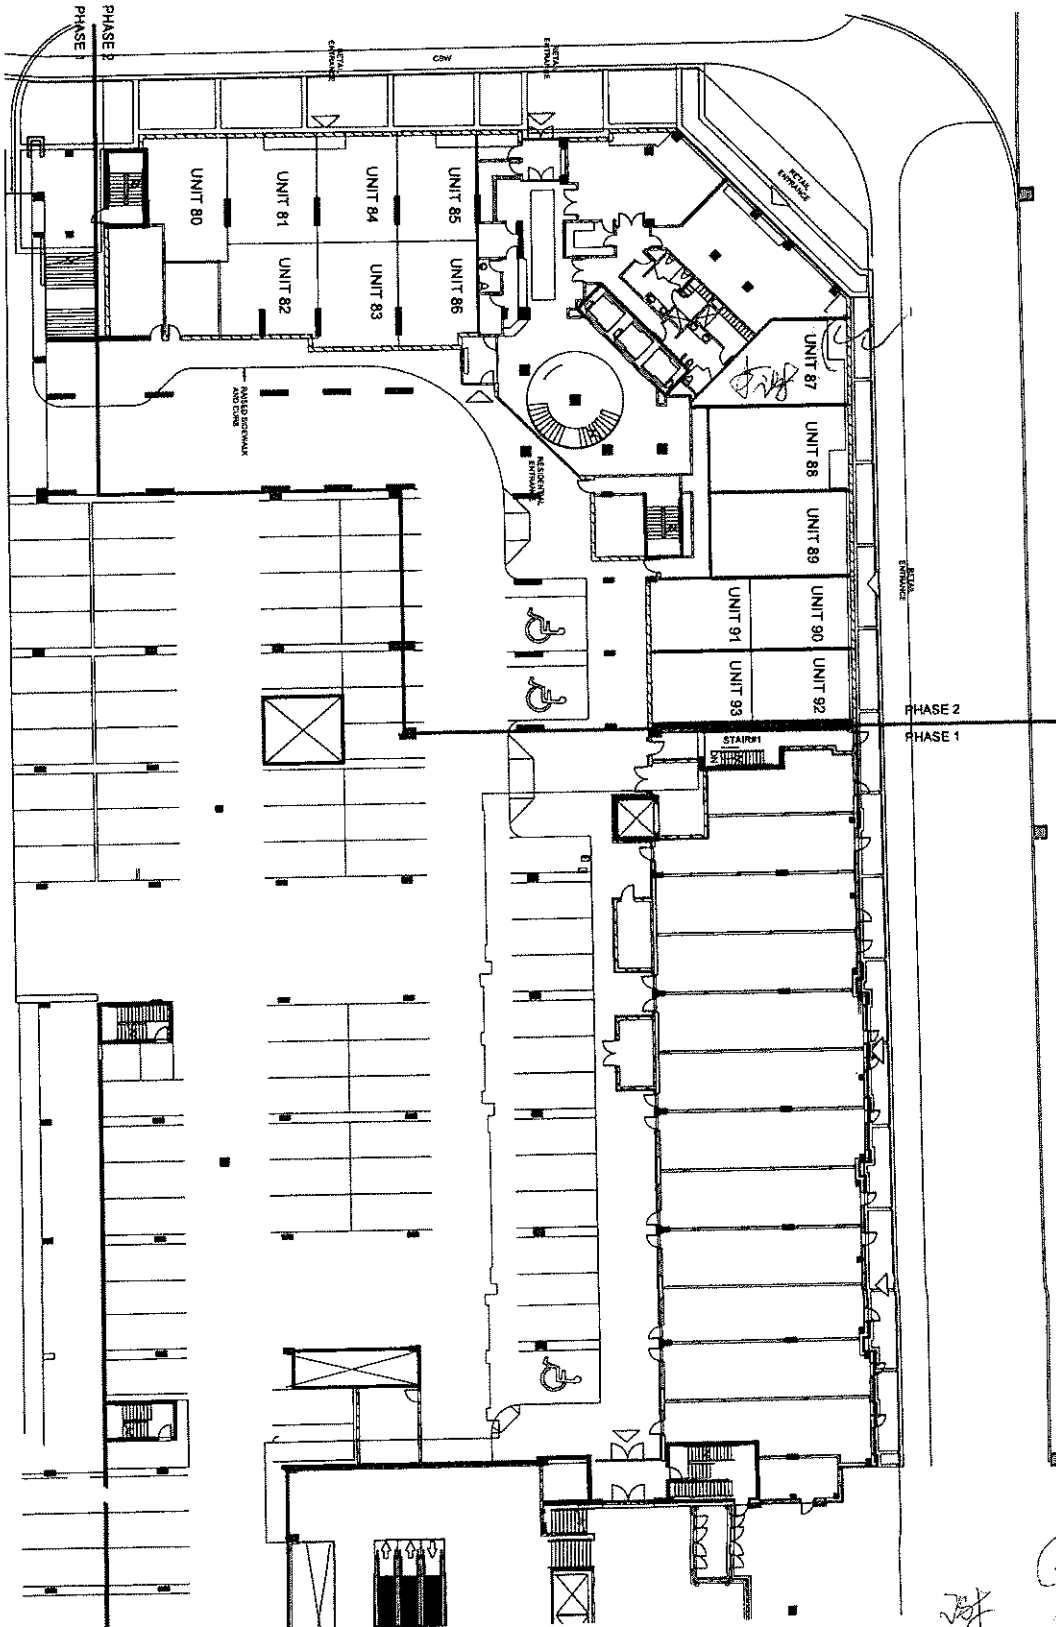 PHASE 2
PHASE 1
RETAIL ENTRANCE
CSW
RETAIL ENTRANCE
RETAIL ENTRANCE
UNIT 80
UNIT 81
UNIT 84
UNIT 85
UNIT 82
UNIT 83
UNIT 86
UNIT 87
UNIT 88
UNIT 89
RAISED SIDEWALK
AND CURB
RESIDENTIAL
ENTRANCE
RETAIL
ENTRANCE
UNIT 91
UNIT 90
UNIT 93
UNIT 92
PHASE 2
PHASE 1
STAIR#1
DN